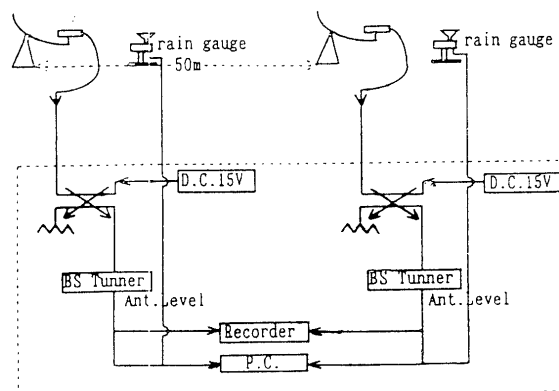 rain gauge
rain gauge
50m
D.C.15V
D.C.15V
BS Tunner
BS Tunner
Ant.Level
Ant.Level
Recorder
P.C.